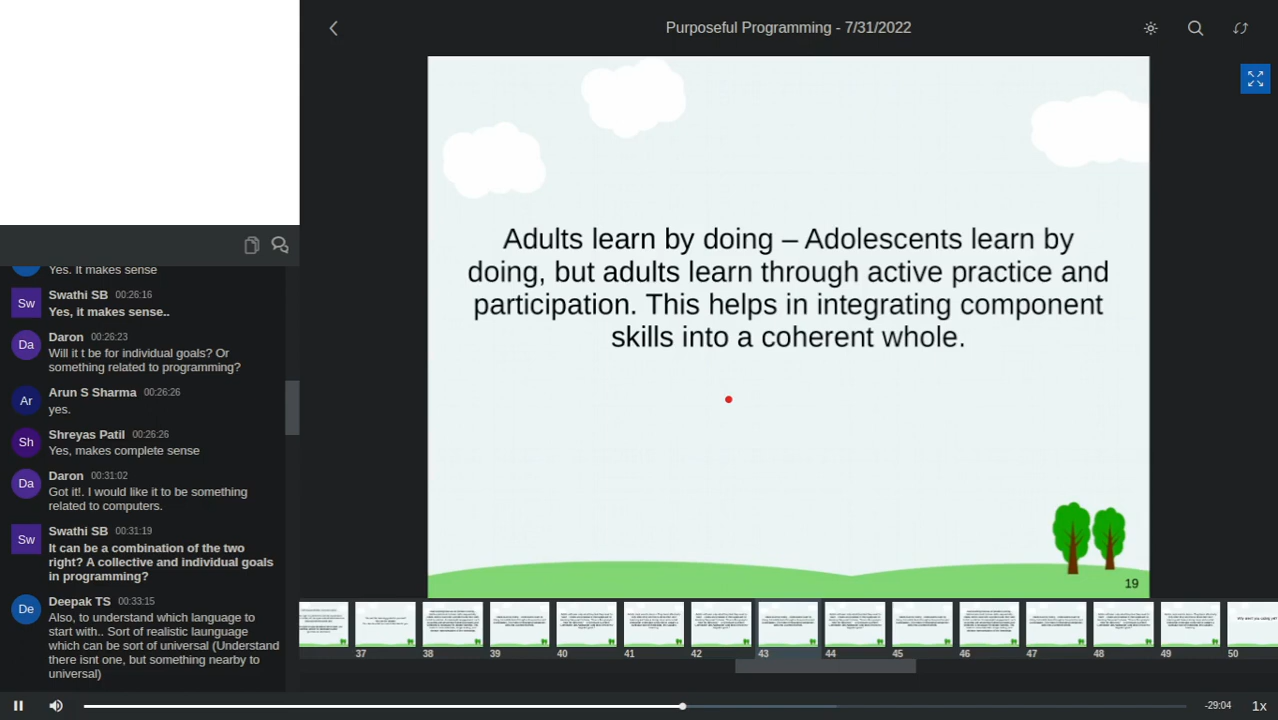 Purposeful Programming - 7/31/2022
Adults learn by doing – Adolescents learn by
doing, but adults learn through active practice and
participation. This helps in integrating component
skills into a coherent whole.
19
Yes. It makes sense
Sw
Swathi SB 00:26:16
Yes, it makes sense..
Da
Daron 00:26:23
Will it t be for individual goals? Or
something related to programming?
Ar
Arun S Sharma 00:26:26
yes.
Sh
Shreyas Patil 00:26:26
Yes, makes complete sense
Da
Daron 00:31:02
Got it!. I would like it to be something
related to computers.
Sw
Swathi SB 00:31:19
It can be a combination of the two
right? A collective and individual goals
in programming?
De
Deepak TS 00:33:15
Also, to understand which language to
start with.. Sort of realistic launguage
which can be sort of universal (Understand
there isnt one, but something nearby to
universal)
37 38 39 40 41 42 43 44 45 46 47 48 49 50
-29:04 1x